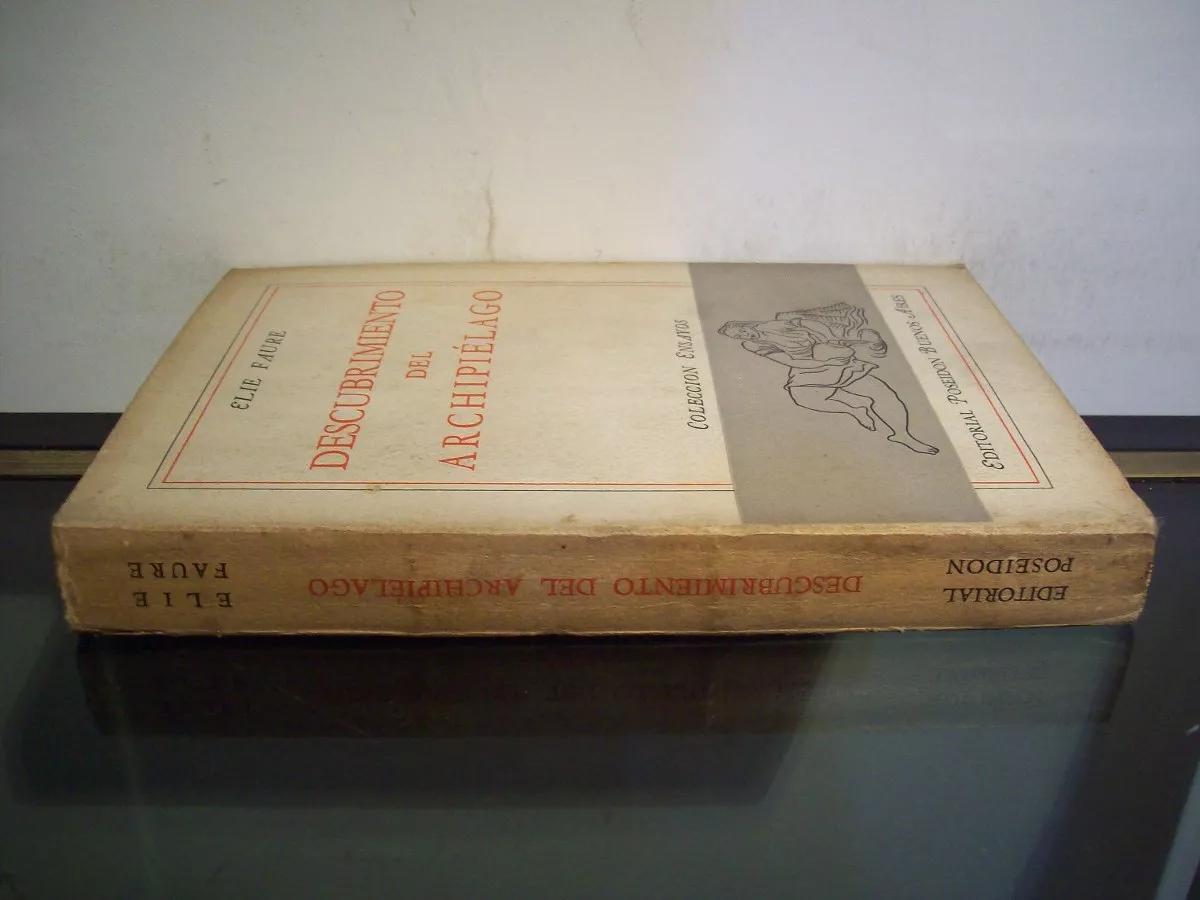 ELIE FAURE
DESCUBRIMIENTO
DEL
ARCHIPIÉLAGO
COLECCION ENSAYOS
EDITORIAL POSEIDON BUENOS AIRES
ELIE
FAURE
DESCUBRIMIENTO DEL ARCHIPIÉLAGO
EDITORIAL
POSEIDON